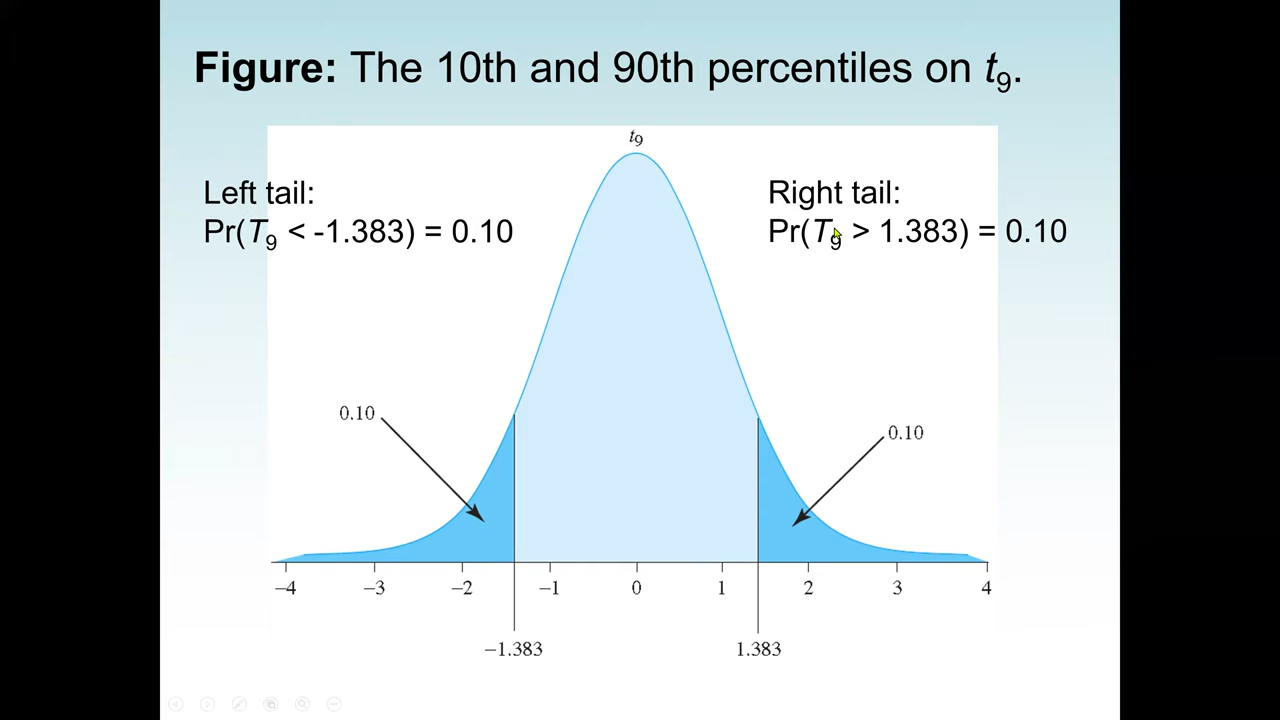 Figure: The 10th and 90th percentiles on t₉.
t₉
Left tail:
Pr(T₉ < -1.383) = 0.10
Right tail:
Pr(T₉ > 1.383) = 0.10
0.10
0.10
−4 −3 −2 −1 0 1 2 3 4
−1.383 1.383